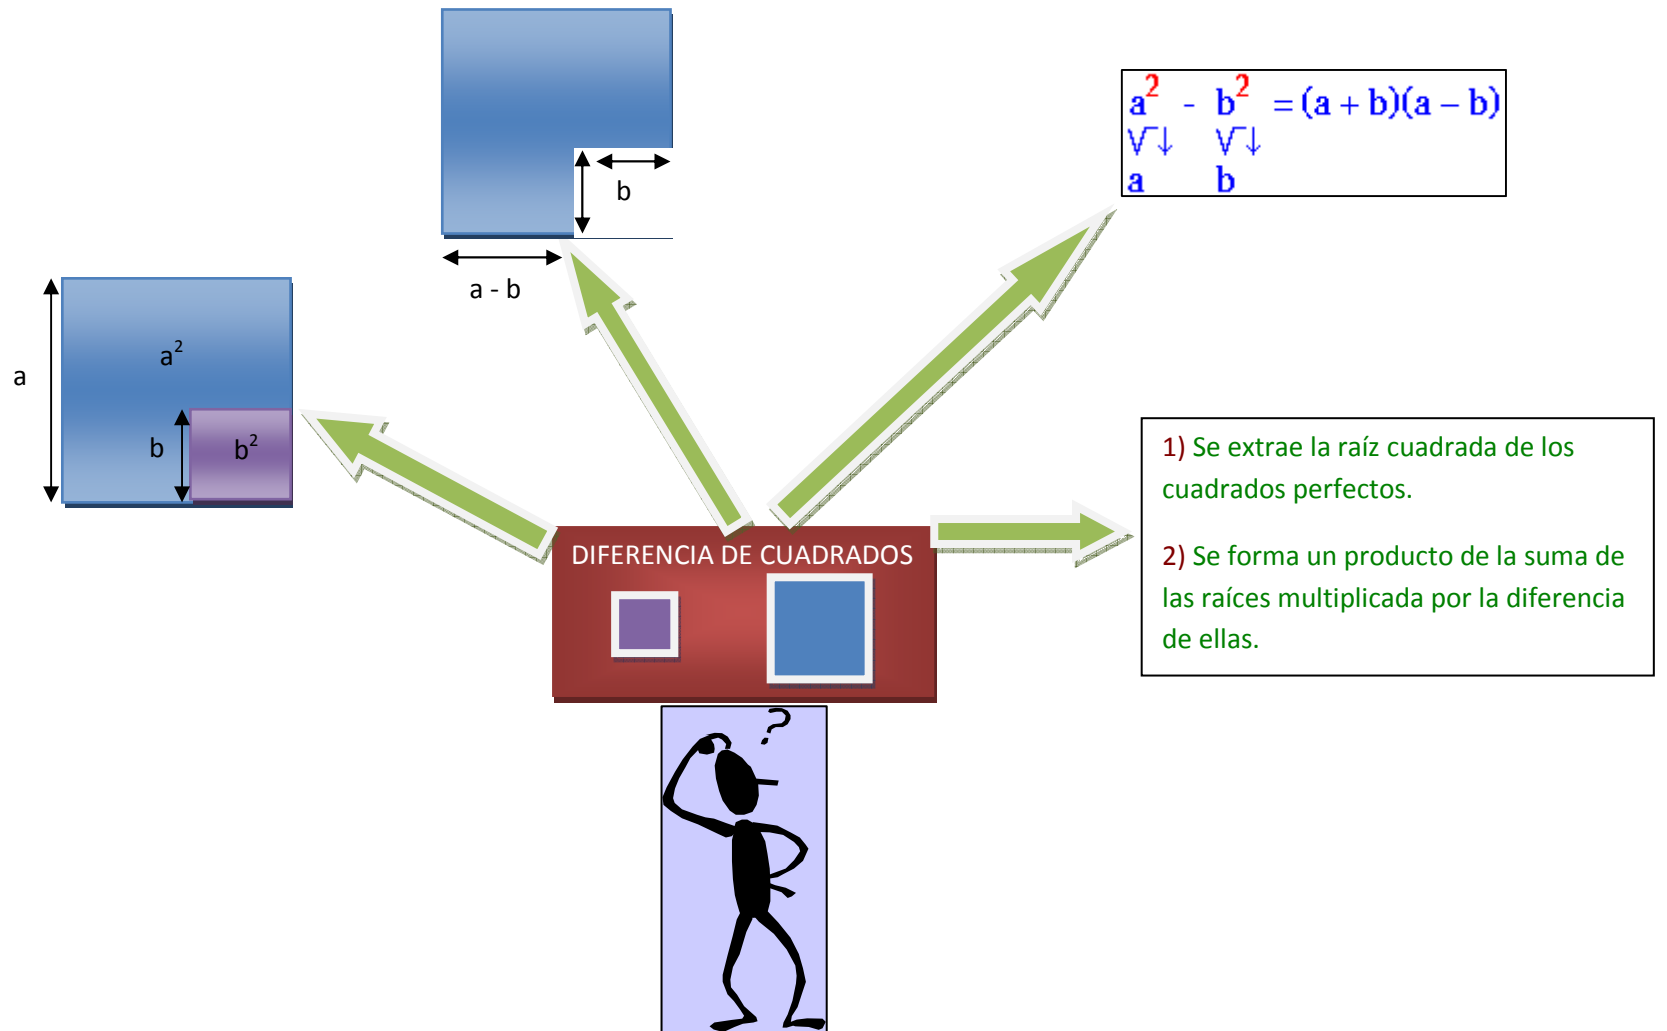 b
a - b
a² - b² = (a + b)(a – b)
√↓ √↓
a b
a²
a
b b²
1) Se extrae la raíz cuadrada de los
cuadrados perfectos.
2) Se forma un producto de la suma de
las raíces multiplicada por la diferencia
de ellas.
DIFERENCIA DE CUADRADOS
?